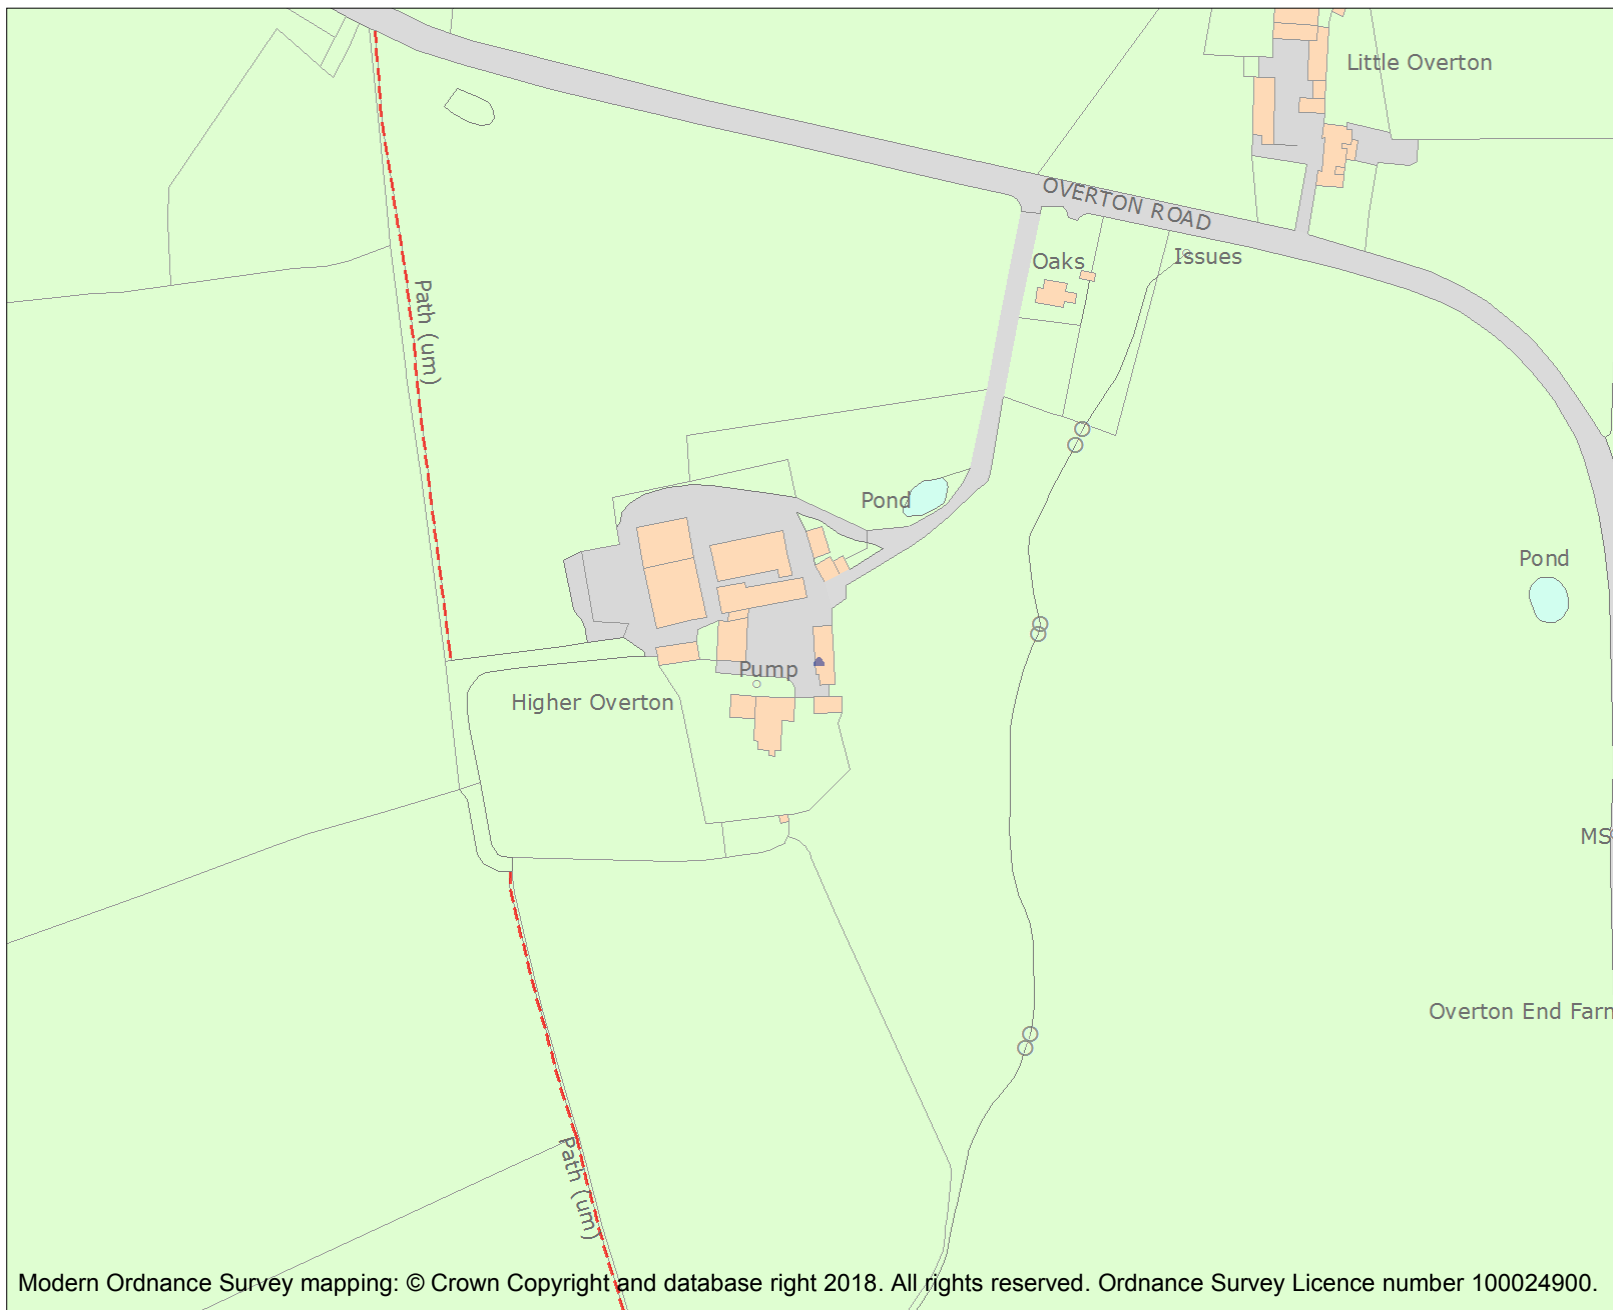 Little Overton
OVERTON ROAD
Issues
Oaks
Path (um)
Pond
Pond
Pump
Higher Overton
MS
Overton End Farm
Path (um)
Modern Ordnance Survey mapping: © Crown Copyright and database right 2018. All rights reserved. Ordnance Survey Licence number 100024900.